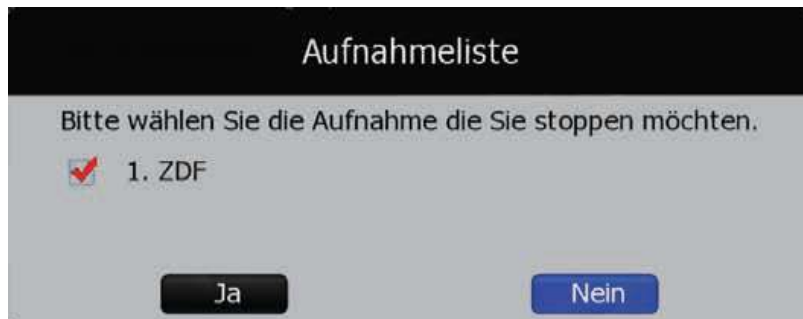 Aufnahmeliste
Bitte wählen Sie die Aufnahme die Sie stoppen möchten.
1. ZDF
Ja
Nein